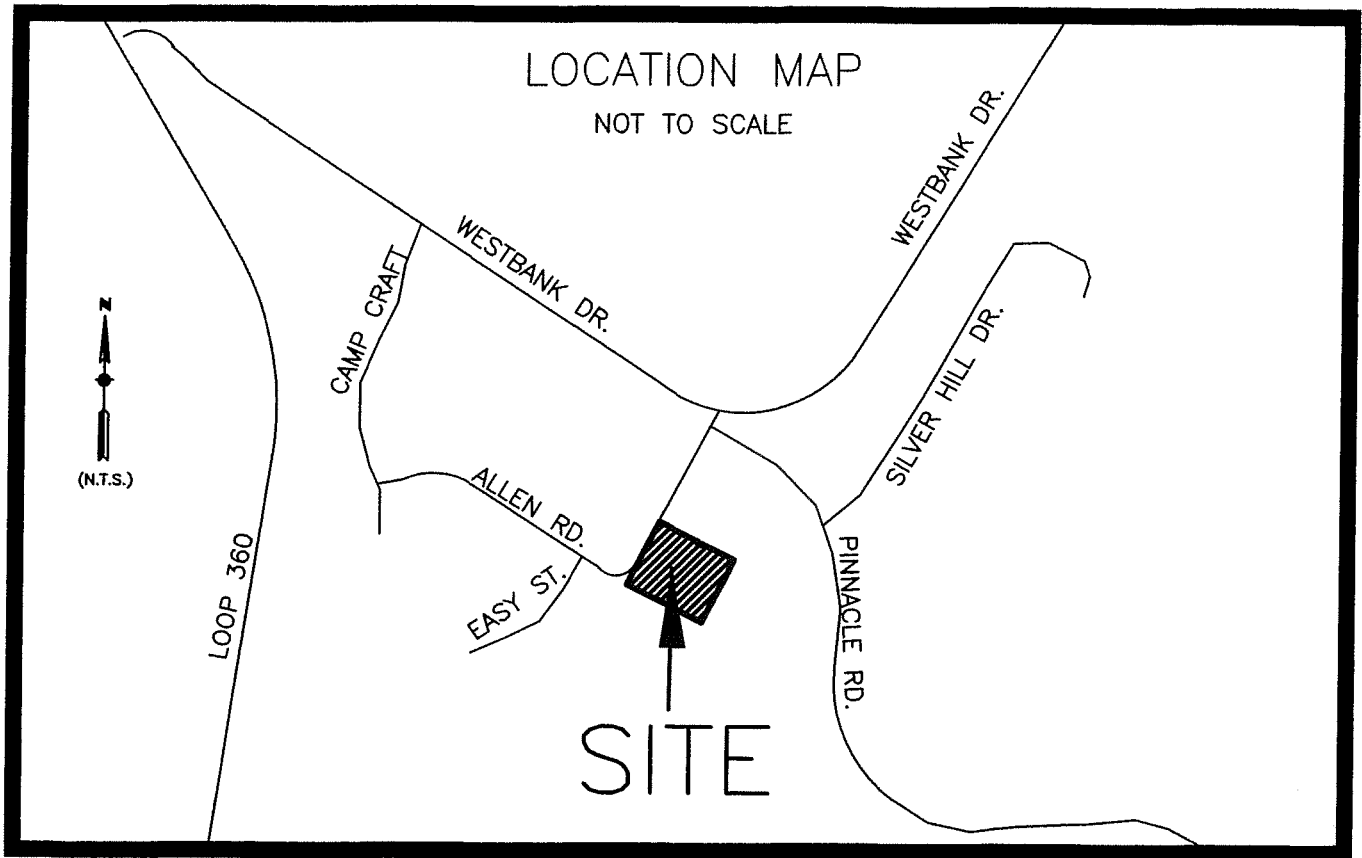 LOCATION MAP
NOT TO SCALE
WESTBANK DR.
WESTBANK DR.
CAMP CRAFT
SILVER HILL DR.
N
(N.T.S.)
ALLEN RD.
EASY ST.
PINNACLE RD.
LOOP 360
SITE